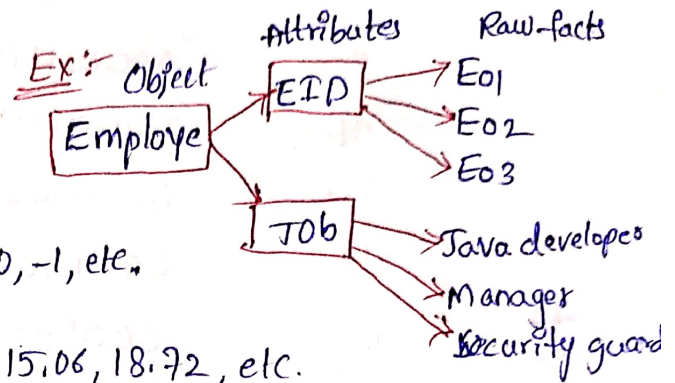 Attributes Raw-facts
Ex:- Object
EID E01
Employe E02
E03
Job Java developer
0, -1, etc. Manager
Security guard
15.06, 18.72, etc.